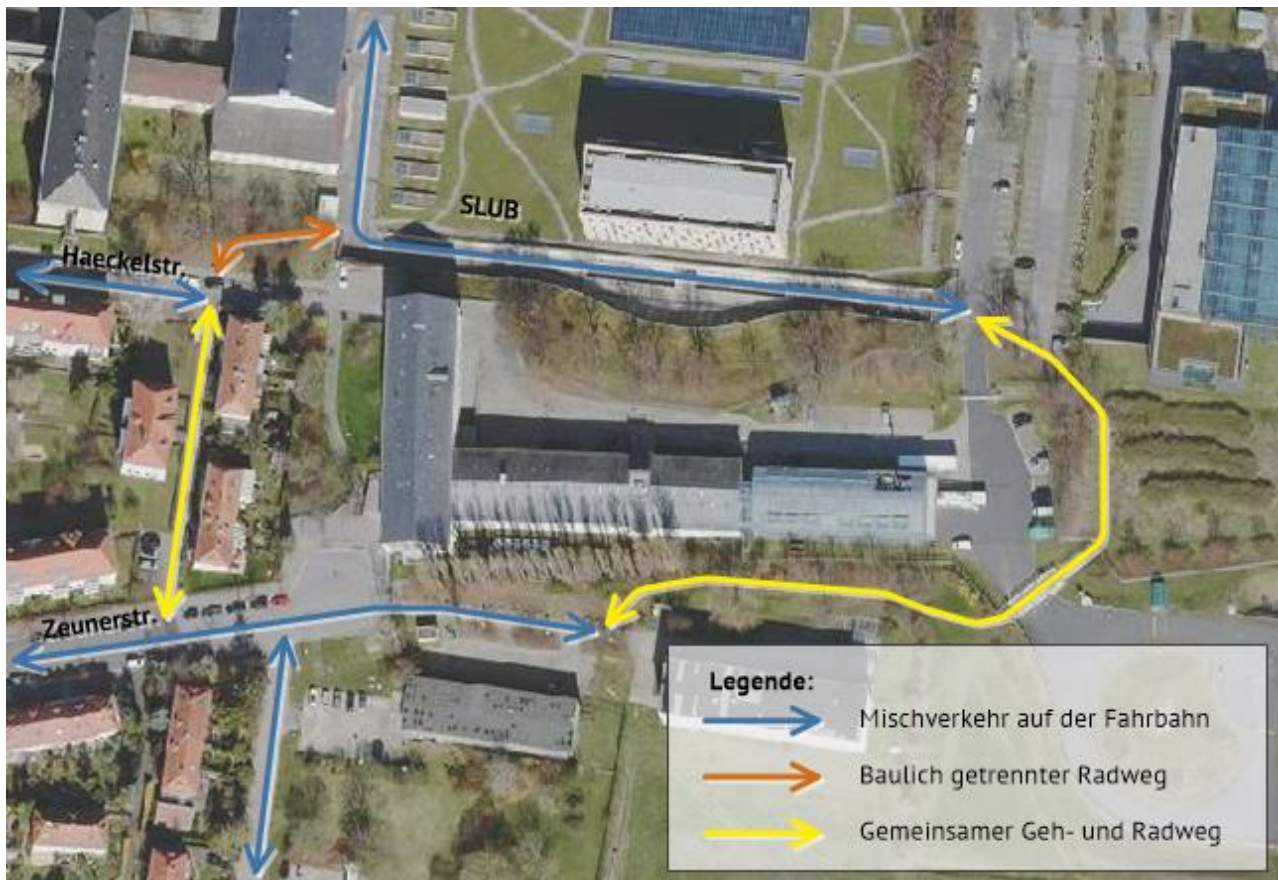 SLUB
Haeckelstr.
Zeunerstr.
Legende:
Mischverkehr auf der Fahrbahn
Baulich getrennter Radweg
Gemeinsamer Geh- und Radweg